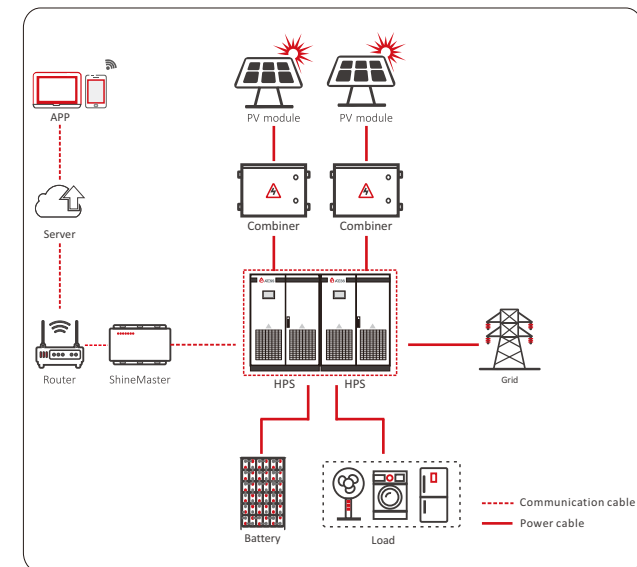 APP
PV module
PV module
Server
Combiner
Combiner
Router
ShineMaster
HPS
HPS
Grid
Battery
Load
Communication cable
Power cable